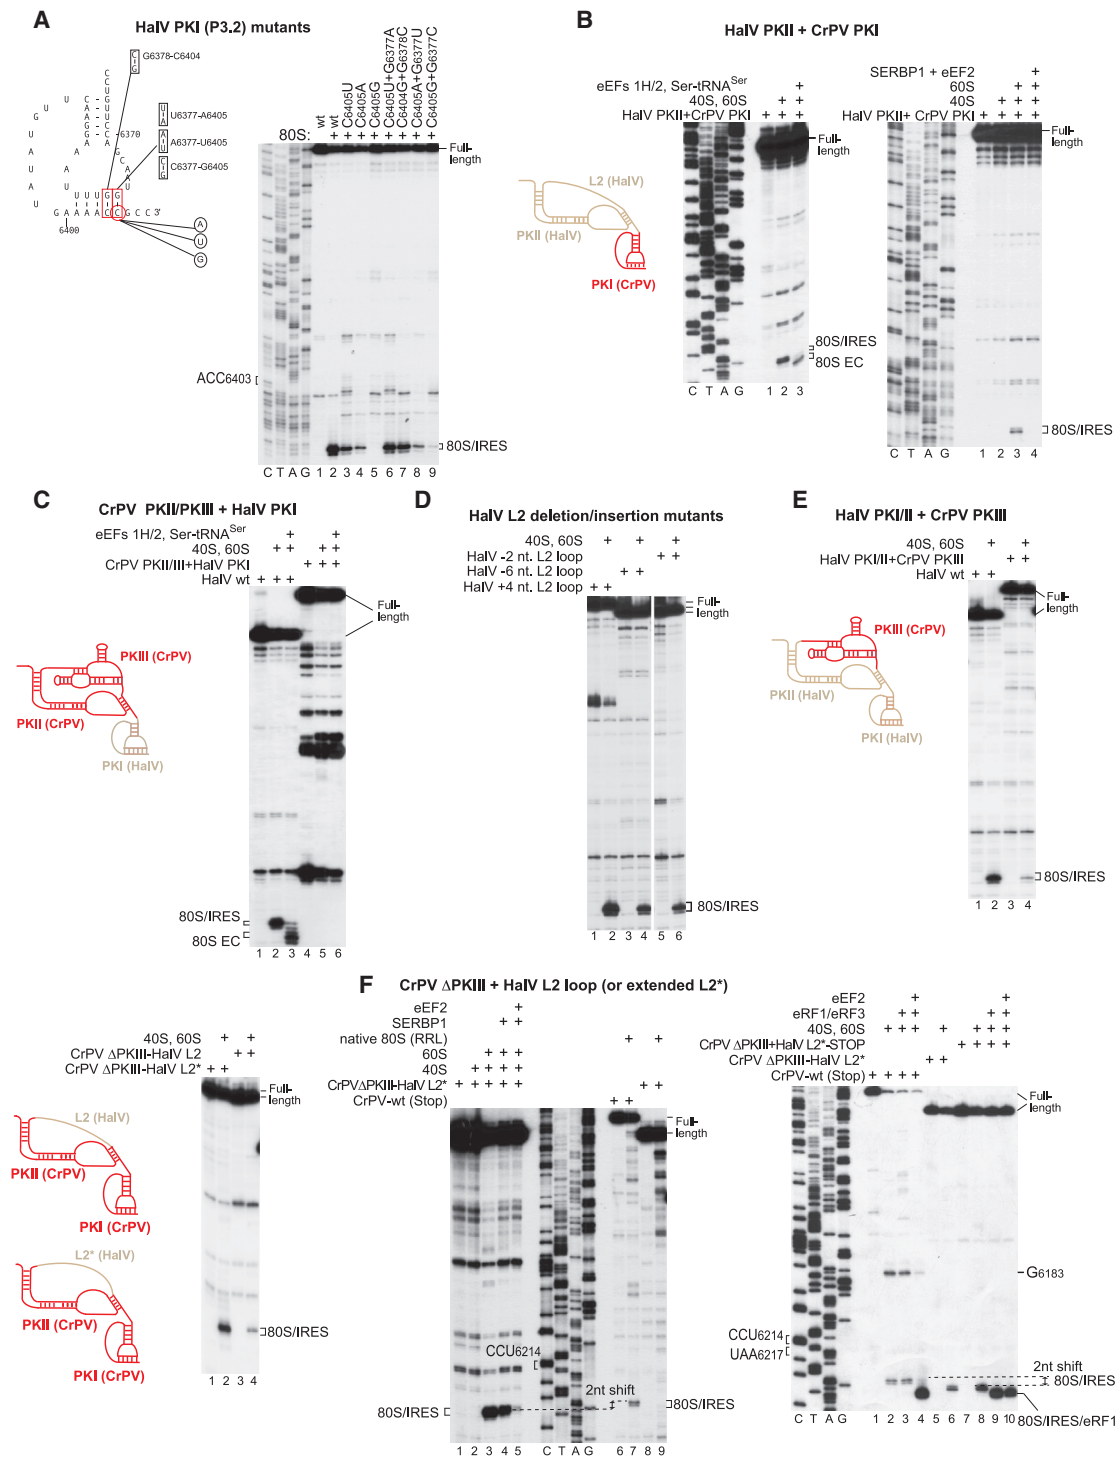 A
HalV PKI (P3.2) mutants
G6378-C6404
U6377-A6405
A6377-U6405
C6377-G6405
6370
6400
3'
A
U
G
80S:
wt
wt
C6405U
C6405A
C6405G
C6405U+G6377A
C6404G+G6378C
C6405A+G6377U
C6405G+G6377C
+ + + + + + + +
Full-length
ACC6403
80S/IRES
C T A G 1 2 3 4 5 6 7 8 9
B
HalV PKII + CrPV PKI
eEFs 1H/2, Ser-tRNASer
40S, 60S
HalV PKII+CrPV PKI
Full-length
L2 (HalV)
PKII (HalV)
PKI (CrPV)
80S/IRES
80S EC
C T A G 1 2 3
SERBP1 + eEF2
60S
40S
HalV PKII+ CrPV PKI
Full-length
80S/IRES
C T A G 1 2 3 4
C
CrPV PKII/PKIII + HalV PKI
eEFs 1H/2, Ser-tRNASer
40S, 60S
CrPV PKII/III+HalV PKI
HalV wt
Full-length
PKIII (CrPV)
PKII (CrPV)
PKI (HalV)
80S/IRES
80S EC
1 2 3 4 5 6
D
HalV L2 deletion/insertion mutants
40S, 60S
HalV -2 nt. L2 loop
HalV -6 nt. L2 loop
HalV +4 nt. L2 loop
Full-length
80S/IRES
1 2 3 4 5 6
E
HalV PKI/II + CrPV PKIII
40S, 60S
HalV PKI/II+CrPV PKIII
HalV wt
Full-length
PKIII (CrPV)
PKII (HalV)
PKI (HalV)
80S/IRES
1 2 3 4
F
CrPV ΔPKIII + HalV L2 loop (or extended L2*)
40S, 60S
CrPV ΔPKIII-HalV L2
CrPV ΔPKIII-HalV L2*
Full-length
L2 (HalV)
PKII (CrPV)
PKI (CrPV)
L2* (HalV)
PKII (CrPV)
PKI (CrPV)
80S/IRES
1 2 3 4
eEF2
SERBP1
native 80S (RRL)
60S
40S
CrPVΔPKIII-HalV L2*
CrPV-wt (Stop)
Full-length
CCU6214
2nt shift
80S/IRES
80S/IRES
1 2 3 4 5 C T A G 6 7 8 9
eEF2
eRF1/eRF3
40S, 60S
CrPV ΔPKIII+HalV L2*-STOP
CrPV ΔPKIII-HalV L2*
CrPV-wt (Stop)
Full-length
G6183
CCU6214
UAA6217
2nt shift
80S/IRES
80S/IRES/eRF1
C T A G 1 2 3 4 5 6 7 8 9 10